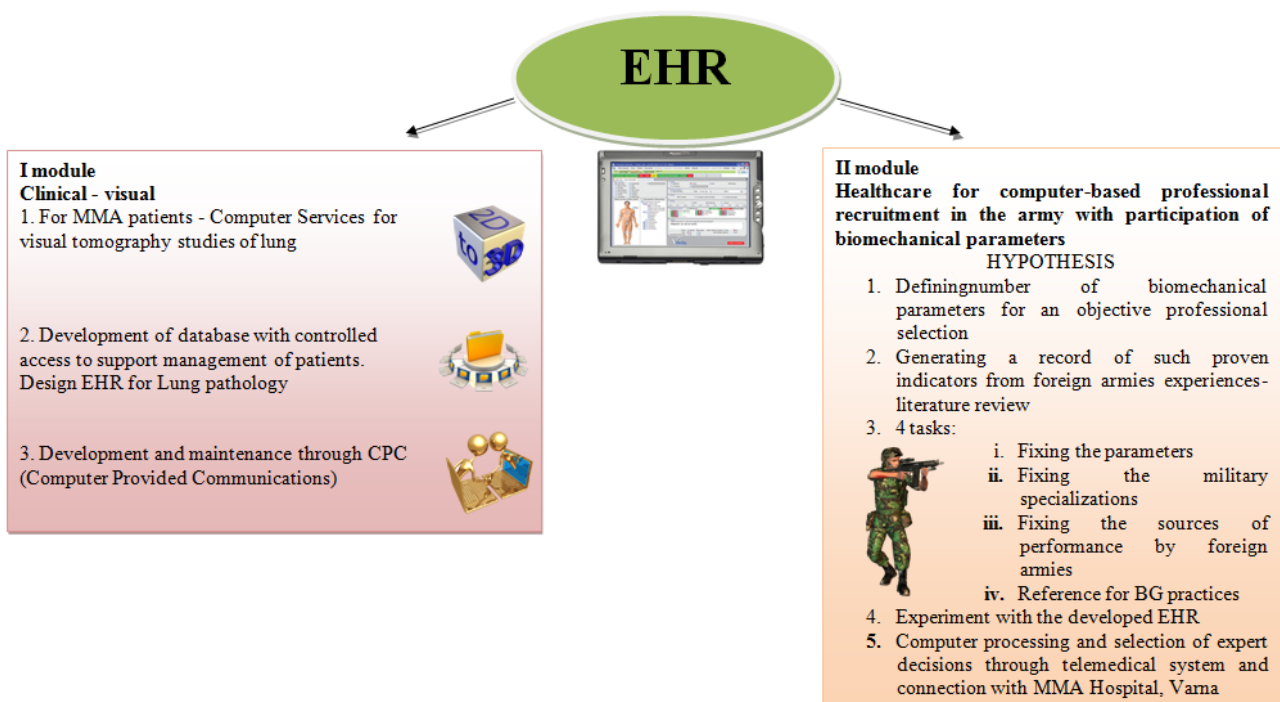 EHR
I module
Clinical - visual
1. For MMA patients - Computer Services for
visual tomography studies of lung
2D
to 3D
2. Development of database with controlled
access to support management of patients.
Design EHR for Lung pathology
3. Development and maintenance through CPC
(Computer Provided Communications)
II module
Healthcare for computer-based professional
recruitment in the army with participation of
biomechanical parameters
HYPOTHESIS
1. Definingnumber of biomechanical
parameters for an objective professional
selection
2. Generating a record of such proven
indicators from foreign armies experiences-
literature review
3. 4 tasks:
i. Fixing the parameters
ii. Fixing the military
specializations
iii. Fixing the sources of
performance by foreign
armies
iv. Reference for BG practices
4. Experiment with the developed EHR
5. Computer processing and selection of expert
decisions through telemedical system and
connection with MMA Hospital, Varna